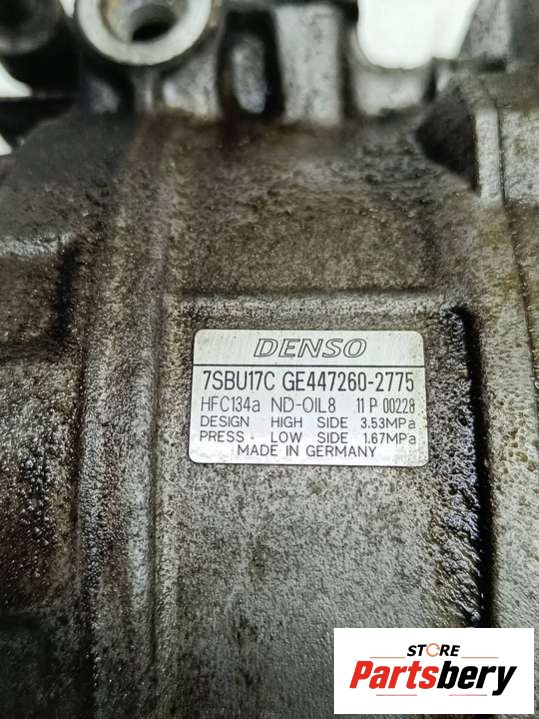 DENSO
7SBU17C GE447260-2775
HFC134a ND-OIL8 11 P 00228
DESIGN HIGH SIDE 3.53MPa
PRESS. LOW SIDE 1.67MPa
MADE IN GERMANY
STORE
Partsbery